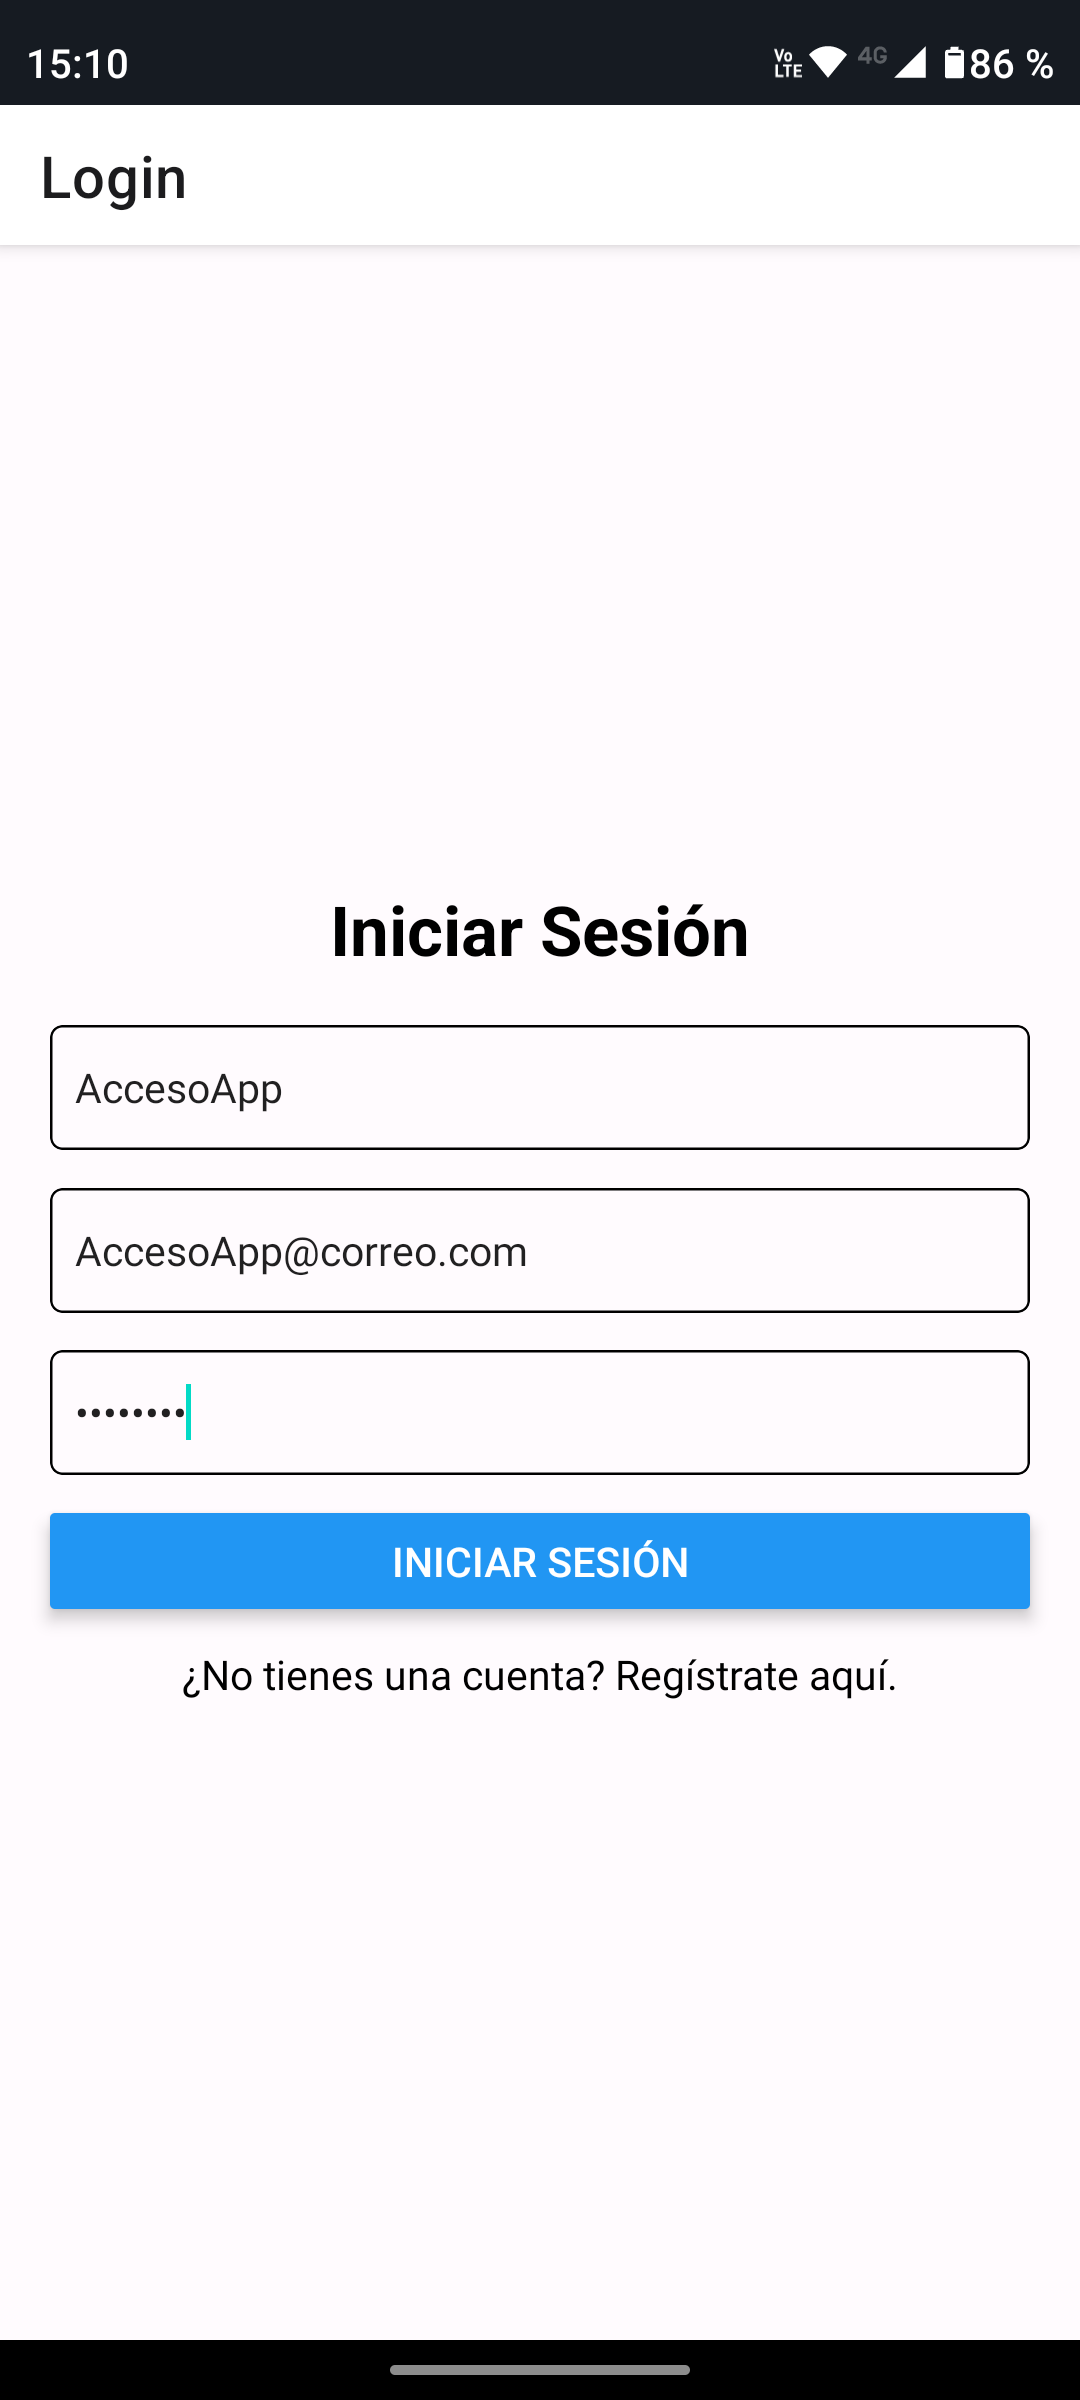 15:10
Vo LTE 4G 86 %
Login
Iniciar Sesión
AccesoApp
AccesoApp@correo.com
••••••••
INICIAR SESIÓN
¿No tienes una cuenta? Regístrate aquí.